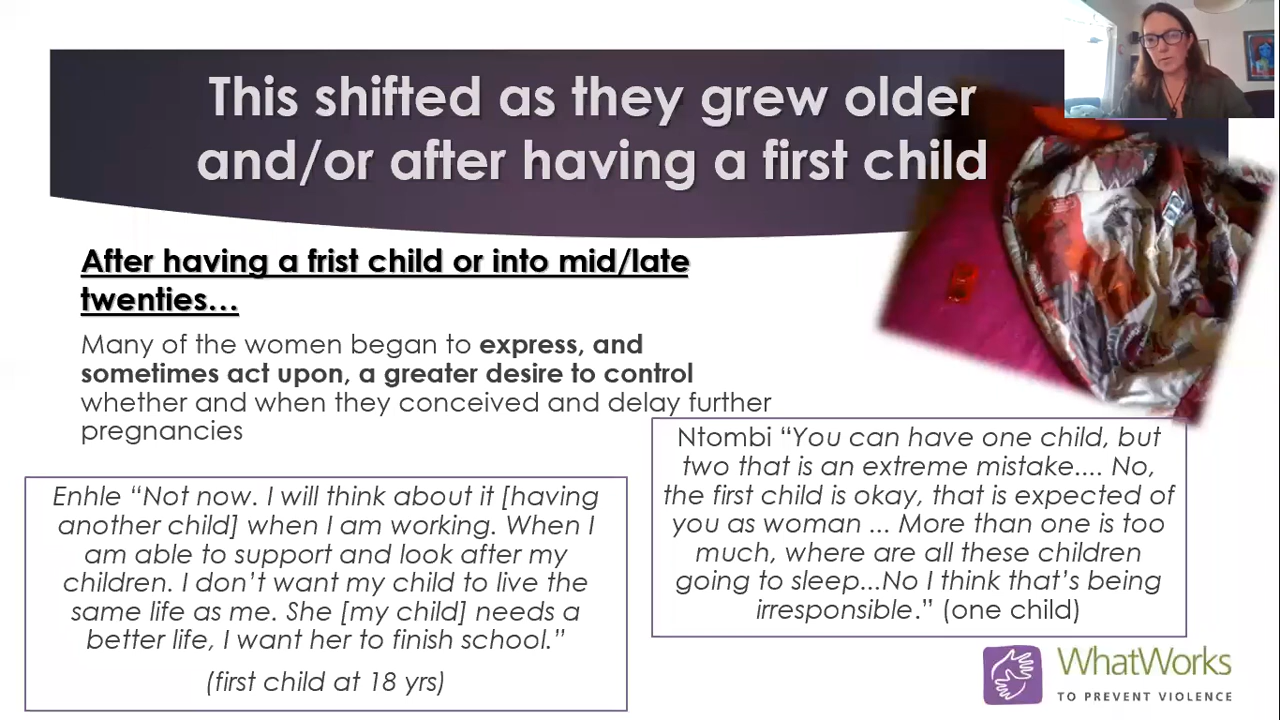 This shifted as they grew older
and/or after having a first child
After having a frist child or into mid/late
twenties…
Many of the women began to express, and
sometimes act upon, a greater desire to control
whether and when they conceived and delay further
pregnancies
Enhle “Not now. I will think about it [having
another child] when I am working. When I
am able to support and look after my
children. I don’t want my child to live the
same life as me. She [my child] needs a
better life, I want her to finish school.”
(first child at 18 yrs)
Ntombi “You can have one child, but
two that is an extreme mistake.... No,
the first child is okay, that is expected of
you as woman ... More than one is too
much, where are all these children
going to sleep...No I think that’s being
irresponsible.” (one child)
WhatWorks
TO PREVENT VIOLENCE